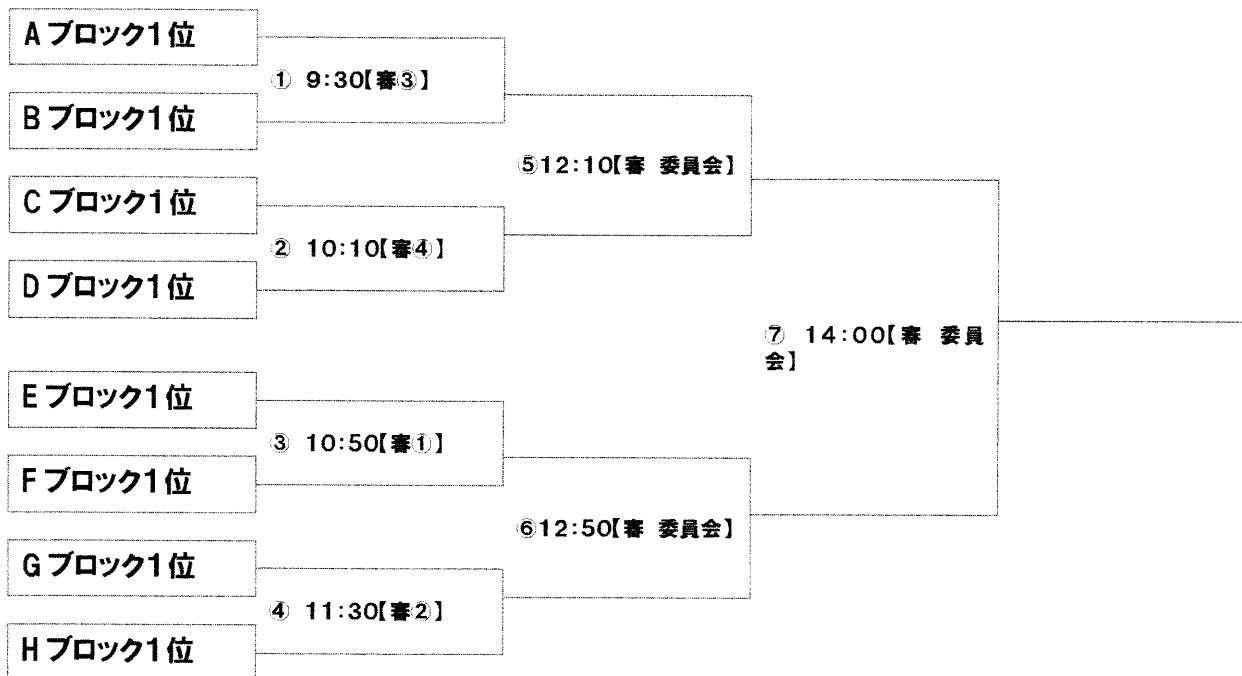 Aブロック1位
① 9:30【審③】
Bブロック1位
⑤12:10【審 委員会】
Cブロック1位
② 10:10【審④】
Dブロック1位
⑦ 14:00【審 委員
会】
Eブロック1位
③ 10:50【審①】
Fブロック1位
⑥12:50【審 委員会】
Gブロック1位
④ 11:30【審②】
Hブロック1位